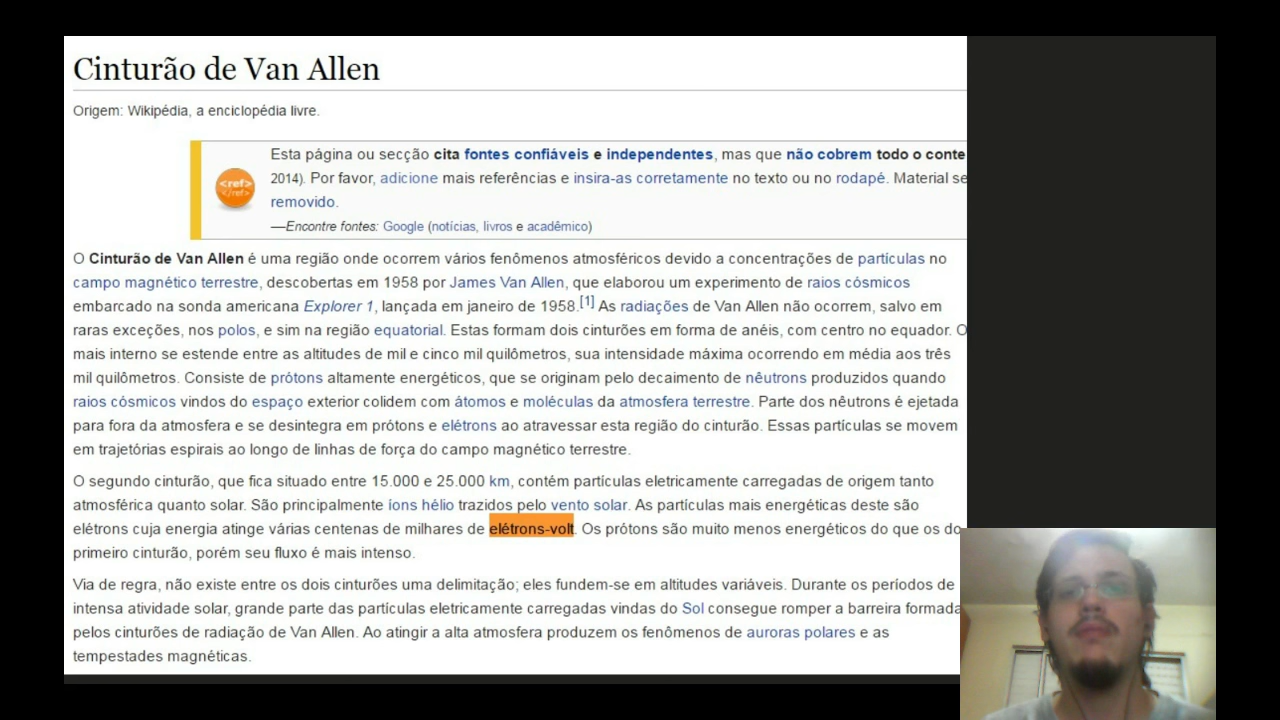 Cinturão de Van Allen
Origem: Wikipédia, a enciclopédia livre.
Esta página ou secção cita fontes confiáveis e independentes, mas que não cobrem todo o conte
<ref>
</ref>
2014). Por favor, adicione mais referências e insira-as corretamente no texto ou no rodapé. Material se
removido.
—Encontre fontes: Google (notícias, livros e acadêmico)
O Cinturão de Van Allen é uma região onde ocorrem vários fenômenos atmosféricos devido a concentrações de partículas no
campo magnético terrestre, descobertas em 1958 por James Van Allen, que elaborou um experimento de raios cósmicos
embarcado na sonda americana Explorer 1, lançada em janeiro de 1958.[1] As radiações de Van Allen não ocorrem, salvo em
raras exceções, nos polos, e sim na região equatorial. Estas formam dois cinturões em forma de anéis, com centro no equador. O
mais interno se estende entre as altitudes de mil e cinco mil quilômetros, sua intensidade máxima ocorrendo em média aos três
mil quilômetros. Consiste de prótons altamente energéticos, que se originam pelo decaimento de nêutrons produzidos quando
raios cósmicos vindos do espaço exterior colidem com átomos e moléculas da atmosfera terrestre. Parte dos nêutrons é ejetada
para fora da atmosfera e se desintegra em prótons e elétrons ao atravessar esta região do cinturão. Essas partículas se movem
em trajetórias espirais ao longo de linhas de força do campo magnético terrestre.
O segundo cinturão, que fica situado entre 15.000 e 25.000 km, contém partículas eletricamente carregadas de origem tanto
atmosférica quanto solar. São principalmente íons hélio trazidos pelo vento solar. As partículas mais energéticas deste são
elétrons cuja energia atinge várias centenas de milhares de elétrons-volt. Os prótons são muito menos energéticos do que os do
primeiro cinturão, porém seu fluxo é mais intenso.
Via de regra, não existe entre os dois cinturões uma delimitação; eles fundem-se em altitudes variáveis. Durante os períodos de
intensa atividade solar, grande parte das partículas eletricamente carregadas vindas do Sol consegue romper a barreira formada
pelos cinturões de radiação de Van Allen. Ao atingir a alta atmosfera produzem os fenômenos de auroras polares e as
tempestades magnéticas.